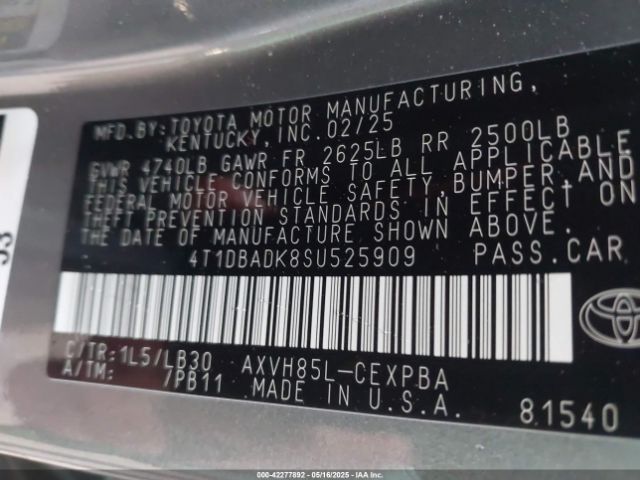 MFD.BY:TOYOTA MOTOR MANUFACTURING,
KENTUCKY, INC. 02/25
GVWR 4740LB GAWR FR 2625LB RR 2500LB
THIS VEHICLE CONFORMS TO ALL APPLICABLE
FEDERAL MOTOR VEHICLE SAFETY,BUMPER,AND
THEFT PREVENTION STANDARDS IN EFFECT ON
THE DATE OF MANUFACTURE SHOWN ABOVE.
4T1DBADK8SU525909 PASS.CAR
C/TR:1L5/LB30 AXVH85L-CEXPBA
A/TM: /PB11 MADE IN U.S.A. 81540
000-42277892 - 05/16/2025 - IAAI.COM